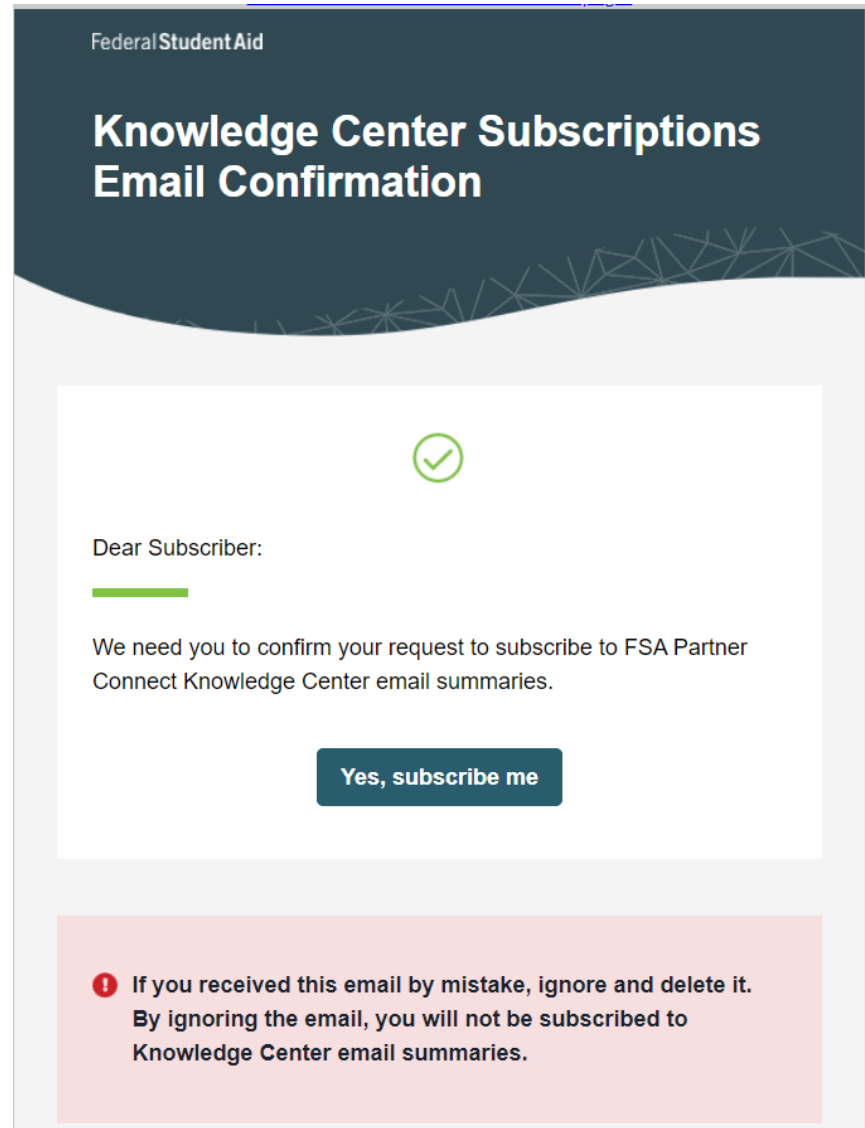 Federal Student Aid
Knowledge Center Subscriptions
Email Confirmation
Dear Subscriber:
We need you to confirm your request to subscribe to FSA Partner
Connect Knowledge Center email summaries.
Yes, subscribe me
If you received this email by mistake, ignore and delete it.
By ignoring the email, you will not be subscribed to
Knowledge Center email summaries.